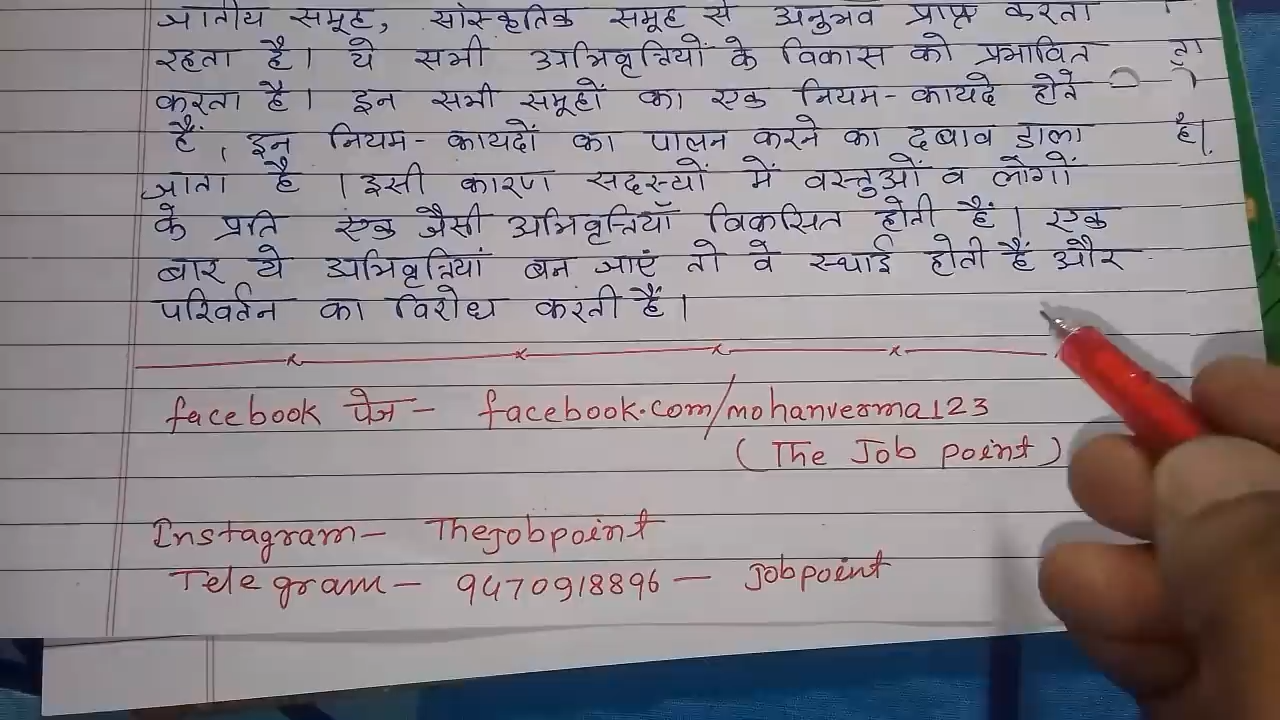 जातीय समूह, सांस्कृतिक समूह से अनुभव प्राप्त करता
रहता है। ये सभी अभिवृत्तियों के विकास को प्रभावित
करता है। इन सभी समूहों का एक नियम-कायदे होते
हैं, इन नियम-कायदों का पालन करने का दबाव डाला
जाता है। इसी कारण सदस्यों में वस्तुओं व लोगों
के प्रति एक जैसी अभिवृत्तियाँ विकसित होती हैं। एक
बार ये अभिवृत्तियां बन जाएं तो वे स्थाई होती हैं और
परिवर्तन का विरोध करती हैं।
facebook पेज - facebook.com/mohanverma123
(The Job point)
Instagram - Thejobpoint
Telegram - 9470918896 - Jobpoint
है।